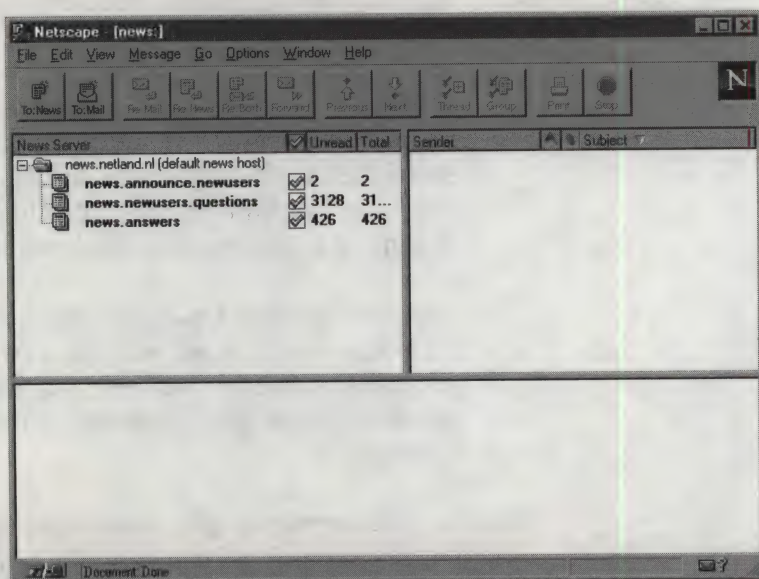 Netscape - [news:]
File Edit View Message Go Options Window Help
To: News To: Mail Re: Mail Re: News Re: Both Forward Previous Next Thread Group Print Stop
N
News Server Unread Total Sender Subject
news.netland.nl (default news host)
news.announce.newusers 2 2
news.newusers.questions 3128 31...
news.answers 426 426
Document: Done
?